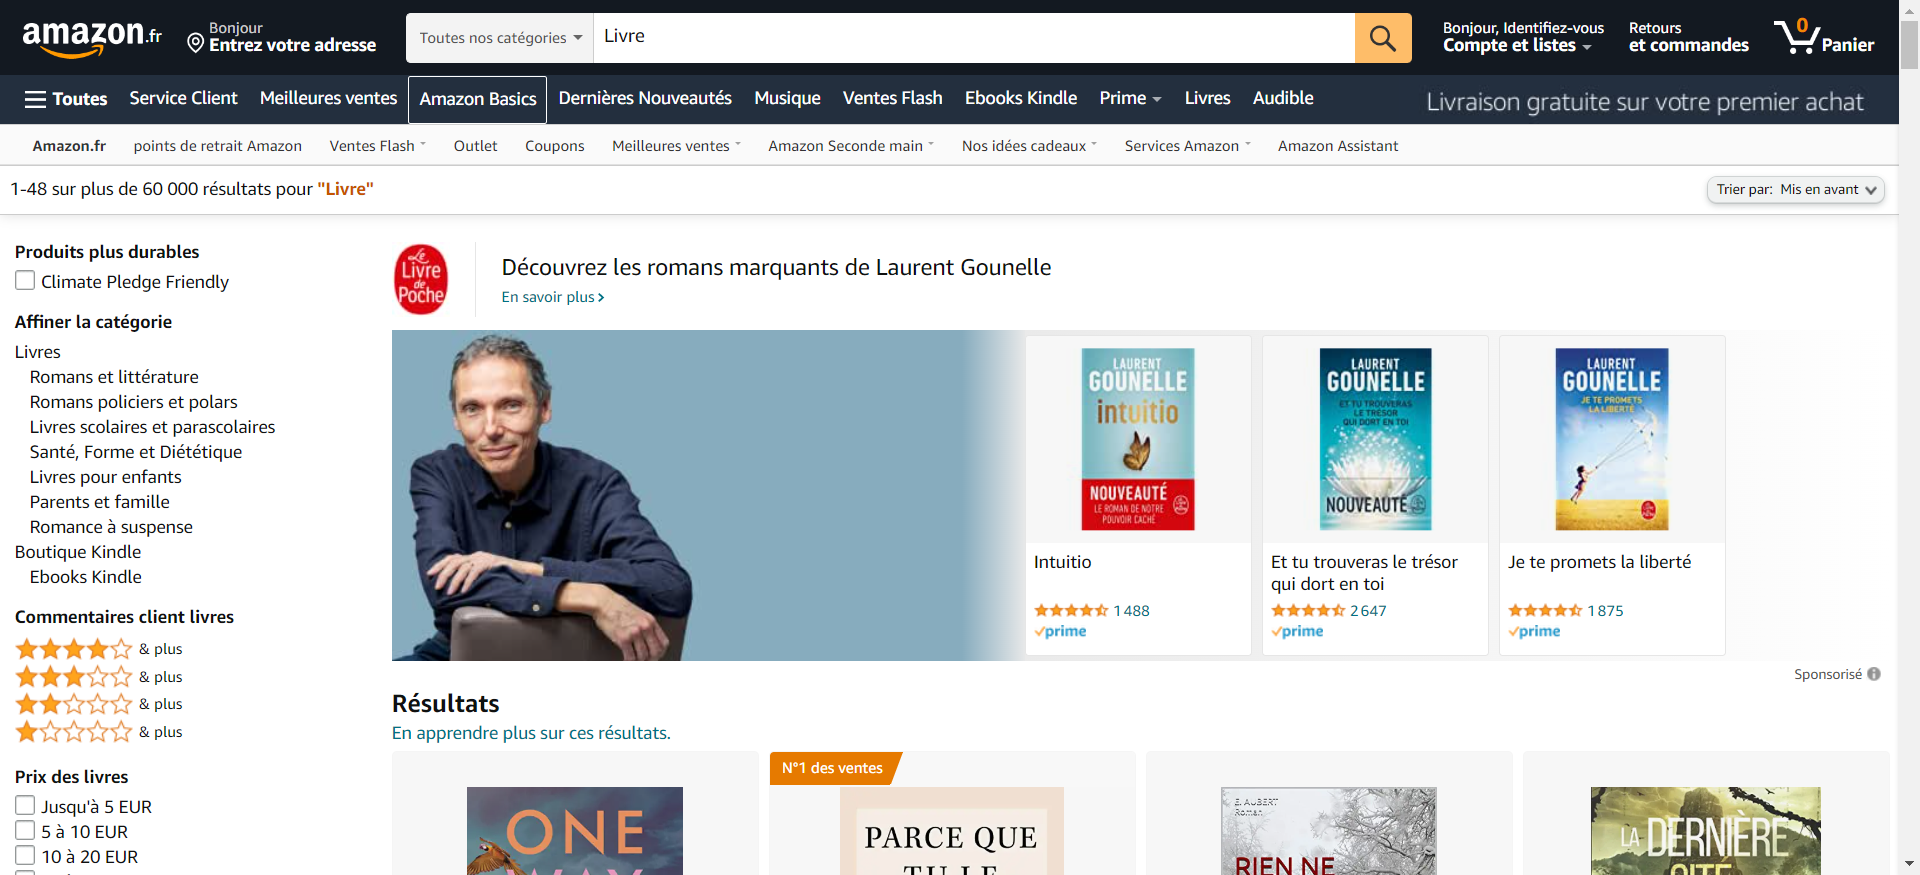 amazon.fr
Bonjour
Entrez votre adresse
Toutes nos catégories
Livre
Bonjour, Identifiez-vous
Compte et listes
Retours
et commandes
0
Panier
Toutes
Service Client
Meilleures ventes
Amazon Basics
Dernières Nouveautés
Musique
Ventes Flash
Ebooks Kindle
Prime
Livres
Audible
Livraison gratuite sur votre premier achat
Amazon.fr
points de retrait Amazon
Ventes Flash
Outlet
Coupons
Meilleures ventes
Amazon Seconde main
Nos idées cadeaux
Services Amazon
Amazon Assistant
1-48 sur plus de 60 000 résultats pour "Livre"
Trier par: Mis en avant
Produits plus durables
Climate Pledge Friendly
Affiner la catégorie
Livres
Romans et littérature
Romans policiers et polars
Livres scolaires et parascolaires
Santé, Forme et Diététique
Livres pour enfants
Parents et famille
Romance à suspense
Boutique Kindle
Ebooks Kindle
Commentaires client livres
& plus
& plus
& plus
& plus
Prix des livres
Jusqu'à 5 EUR
5 à 10 EUR
10 à 20 EUR
Le
Livre
de
Poche
Découvrez les romans marquants de Laurent Gounelle
En savoir plus
LAURENT
GOUNELLE
intuitio
NOUVEAUTÉ
LE ROMAN DE NOTRE
POUVOIR CACHÉ
Intuitio
1 488
prime
LAURENT
GOUNELLE
ET TU TROUVERAS
LE TRÉSOR
QUI DORT EN TOI
NOUVEAUTÉ
Et tu trouveras le trésor
qui dort en toi
2 647
prime
LAURENT
GOUNELLE
JE TE PROMETS
LA LIBERTÉ
Je te promets la liberté
1 875
prime
Sponsorisé
Résultats
En apprendre plus sur ces résultats.
ONE
WAY
N°1 des ventes
PARCE QUE
TU LE
E. AUBERT
Roman
RIEN NE
LA DERNIÈRE
CITE